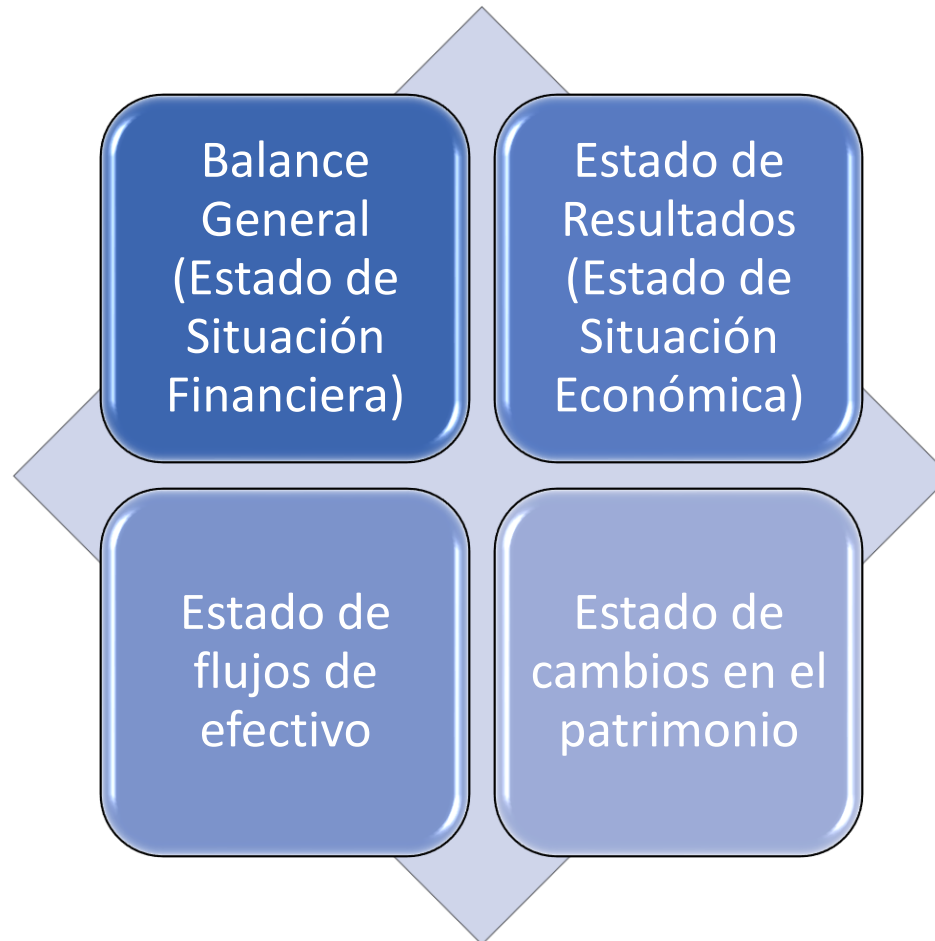 Balance
General
(Estado de
Situación
Financiera)
Estado de
Resultados
(Estado de
Situación
Económica)
Estado de
flujos de
efectivo
Estado de
cambios en el
patrimonio